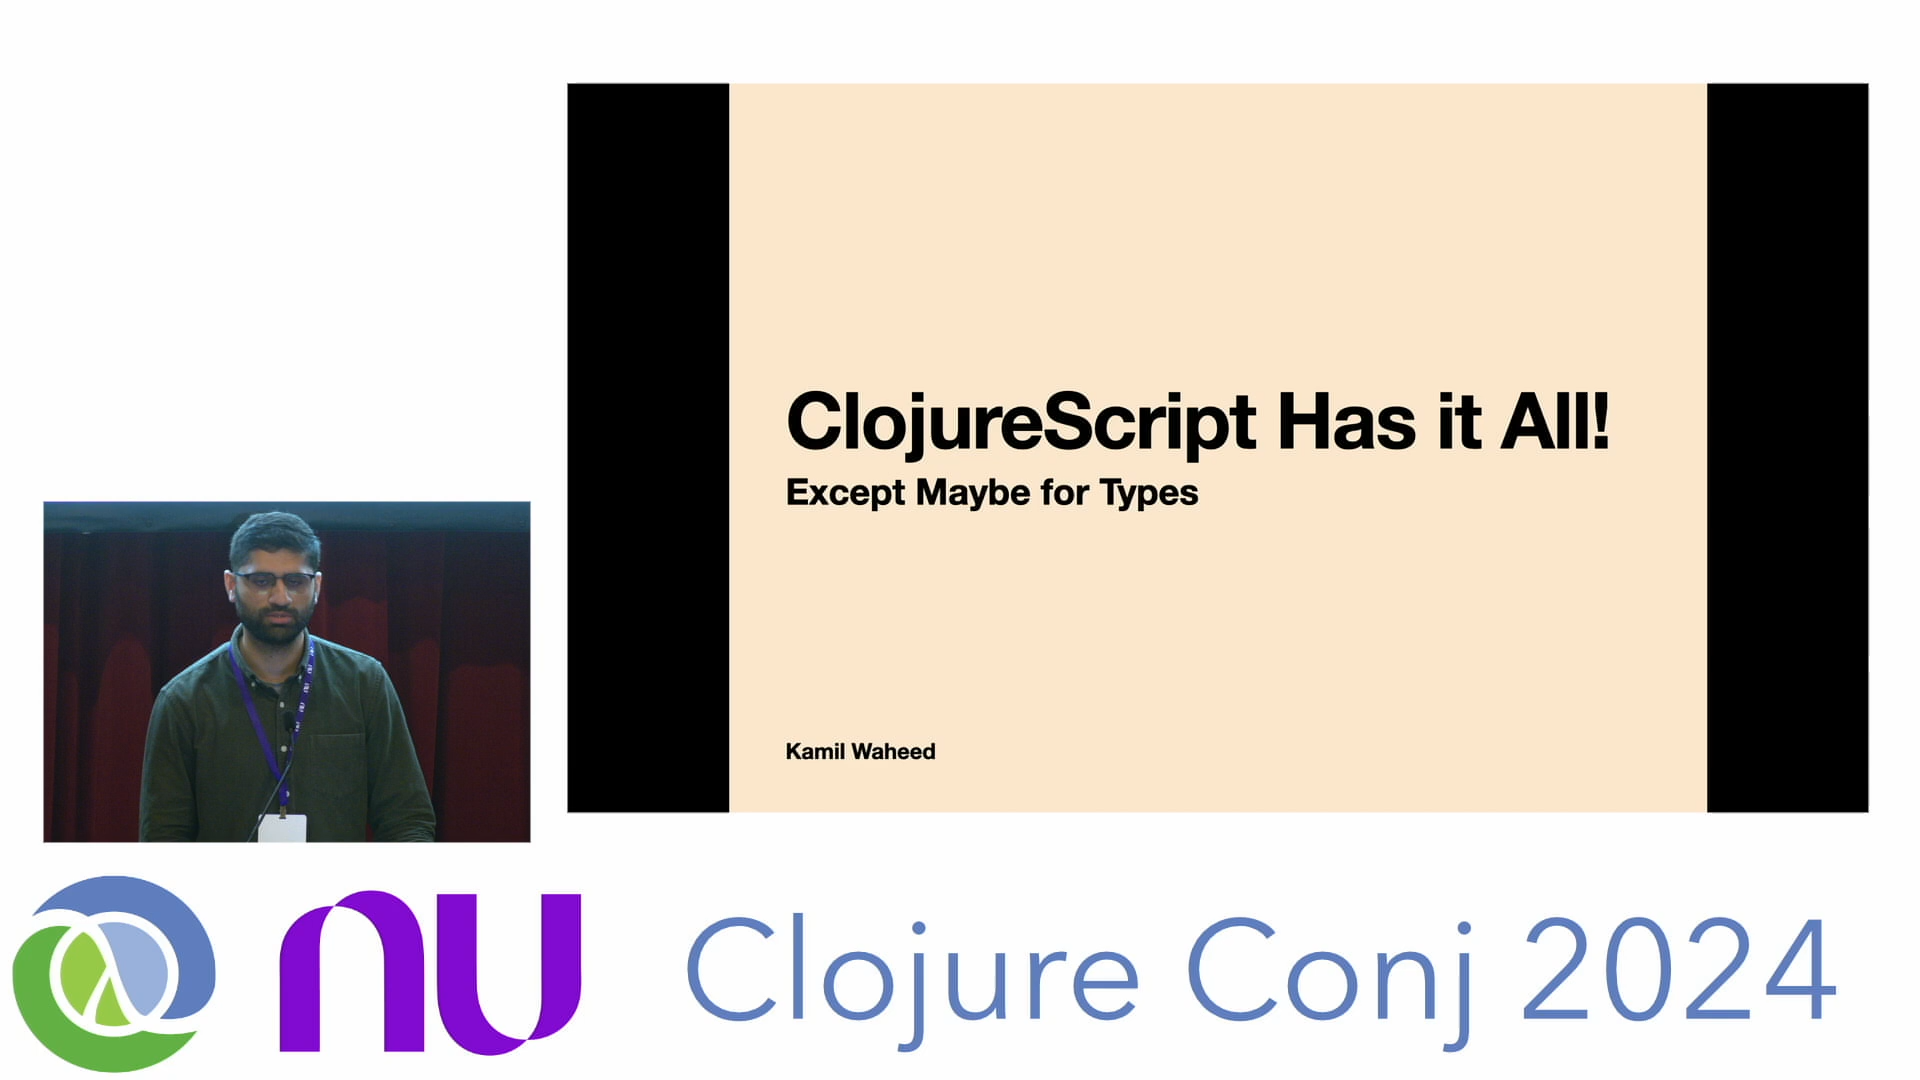 ClojureScript Has it All!
Except Maybe for Types
Kamil Waheed
nu
Clojure Conj 2024